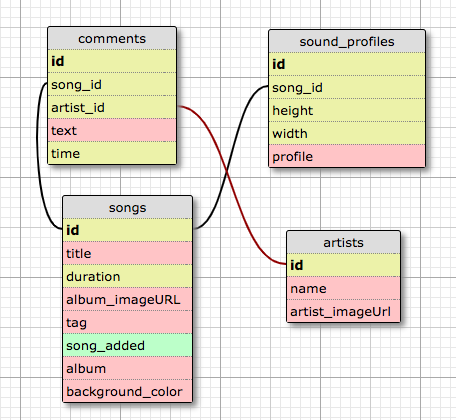 comments
id
song_id
artist_id
text
time
sound_profiles
id
song_id
height
width
profile
songs
id
title
duration
album_imageURL
tag
song_added
album
background_color
artists
id
name
artist_imageUrl